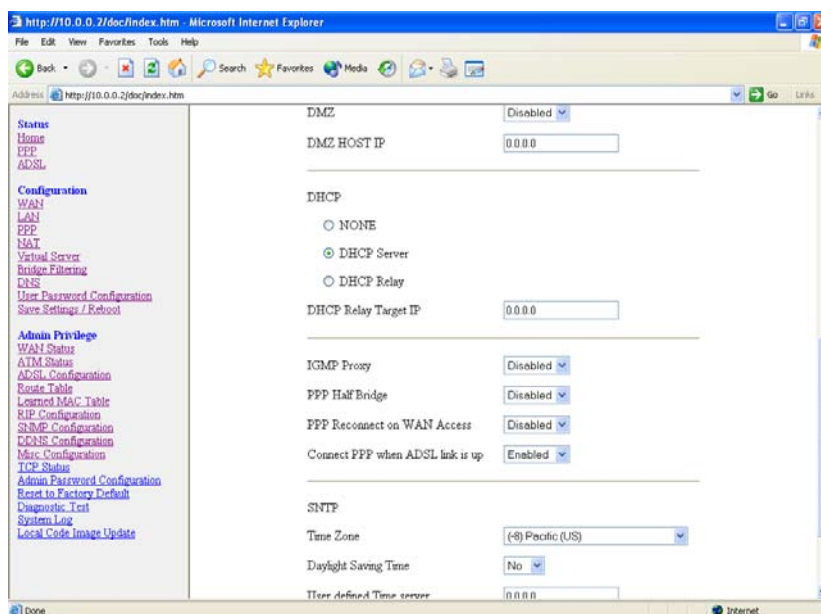 http://10.0.0.2/doc/index.htm - Microsoft Internet Explorer
File Edit View Favorites Tools Help
Back Search Favorites Media
Address http://10.0.0.2/doc/index.htm Go Links
Status
Home
PPP
ADSL
Configuration
WAN
LAN
PPP
NAT
Virtual Server
Bridge Filtering
DNS
User Password Configuration
Save Settings / Reboot
Admin Privilege
WAN Status
ATM Status
ADSL Configuration
Route Table
Learned MAC Table
RIP Configuration
SNMP Configuration
DDNS Configuration
Misc Configuration
TCP Status
Admin Password Configuration
Reset to Factory Default
Diagnostic Test
System Log
Local Code Image Update
DMZ Disabled
DMZ HOST IP 0.0.0.0
DHCP
NONE
DHCP Server
DHCP Relay
DHCP Relay Target IP 0.0.0.0
IGMP Proxy Disabled
PPP Half Bridge Disabled
PPP Reconnect on WAN Access Disabled
Connect PPP when ADSL link is up Enabled
SNTP
Time Zone (-8) Pacific (US)
Daylight Saving Time No
User defined Time server 0.0.0.0
Done Internet